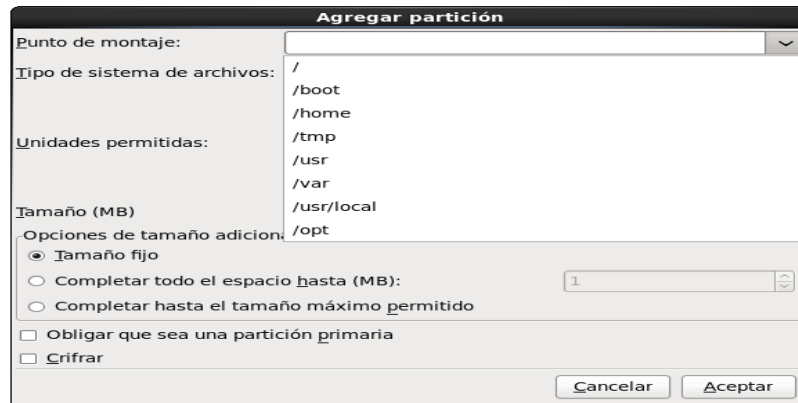 Agregar partición
Punto de montaje:
Tipo de sistema de archivos:
/
/boot
/home
/tmp
Unidades permitidas:
/usr
/var
/usr/local
Tamaño (MB)
/opt
Opciones de tamaño adiciona
Tamaño fijo
Completar todo el espacio hasta (MB): 1
Completar hasta el tamaño máximo permitido
Obligar que sea una partición primaria
Crifrar
Cancelar Aceptar